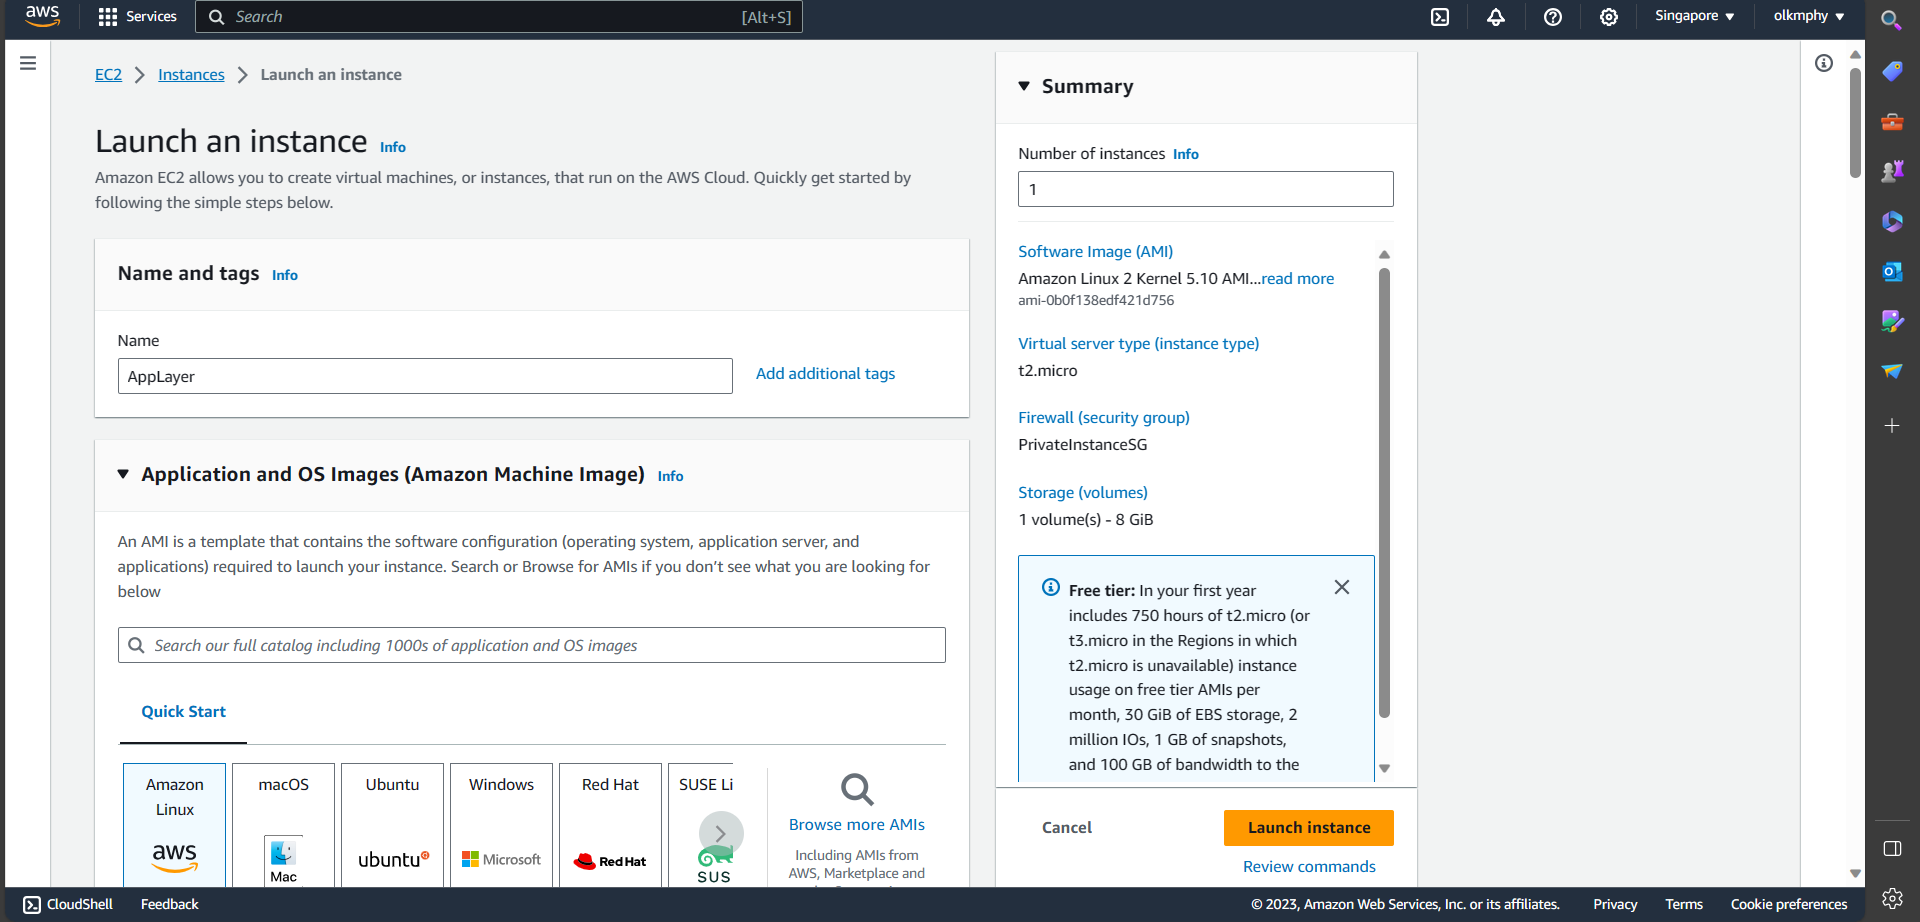 aws
Services
Search
[Alt+S]
Singapore
olkmphy
EC2
Instances
Launch an instance
Launch an instance Info
Amazon EC2 allows you to create virtual machines, or instances, that run on the AWS Cloud. Quickly get started by
following the simple steps below.
Name and tags Info
Name
AppLayer
Add additional tags
Application and OS Images (Amazon Machine Image) Info
An AMI is a template that contains the software configuration (operating system, application server, and
applications) required to launch your instance. Search or Browse for AMIs if you don't see what you are looking for
below
Search our full catalog including 1000s of application and OS images
Quick Start
Amazon
Linux
aws
macOS
Mac
Ubuntu
ubuntu
Windows
Microsoft
Red Hat
Red Hat
SUSE Li
SUS
Browse more AMIs
Including AMIs from
AWS, Marketplace and
Summary
Number of instances Info
1
Software Image (AMI)
Amazon Linux 2 Kernel 5.10 AMI...read more
ami-0b0f138edf421d756
Virtual server type (instance type)
t2.micro
Firewall (security group)
PrivateInstanceSG
Storage (volumes)
1 volume(s) - 8 GiB
Free tier: In your first year
includes 750 hours of t2.micro (or
t3.micro in the Regions in which
t2.micro is unavailable) instance
usage on free tier AMIs per
month, 30 GiB of EBS storage, 2
million IOs, 1 GB of snapshots,
and 100 GB of bandwidth to the
Cancel
Launch instance
Review commands
CloudShell
Feedback
© 2023, Amazon Web Services, Inc. or its affiliates.
Privacy
Terms
Cookie preferences